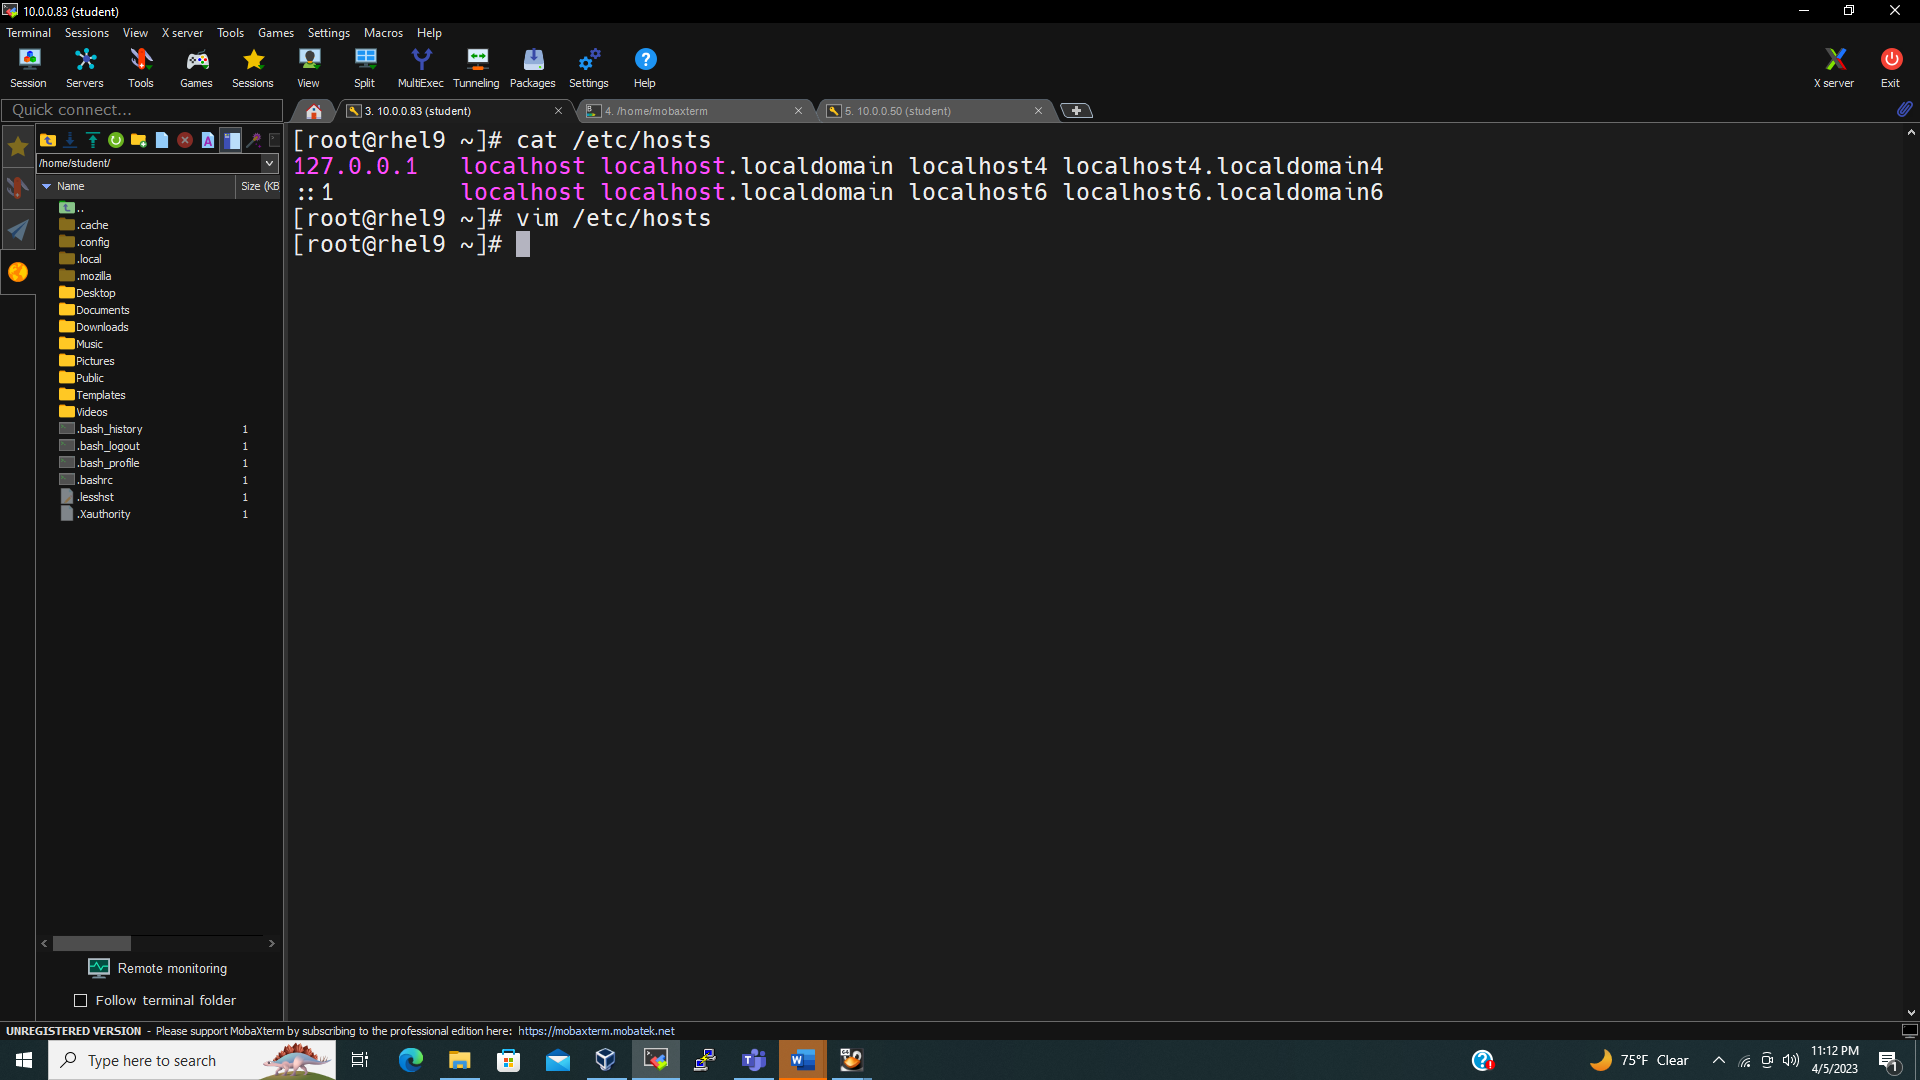 10.0.0.83 (student)
Terminal Sessions View X server Tools Games Settings Macros Help
Session Servers Tools Games Sessions View Split MultiExec Tunneling Packages Settings Help X server Exit
Quick connect...
3. 10.0.0.83 (student)
4. /home/mobaxterm
5. 10.0.0.50 (student)
/home/student/
Name Size (KB
..
.cache
.config
.local
.mozilla
Desktop
Documents
Downloads
Music
Pictures
Public
Templates
Videos
.bash_history 1
.bash_logout 1
.bash_profile 1
.bashrc 1
.lesshst 1
.Xauthority 1
Remote monitoring
Follow terminal folder
[root@rhel9 ~]# cat /etc/hosts
127.0.0.1   localhost localhost.localdomain localhost4 localhost4.localdomain4
::1         localhost localhost.localdomain localhost6 localhost6.localdomain6
[root@rhel9 ~]# vim /etc/hosts
[root@rhel9 ~]#
UNREGISTERED VERSION - Please support MobaXterm by subscribing to the professional edition here: https://mobaxterm.mobatek.net
Type here to search
75°F Clear
11:12 PM
4/5/2023
1